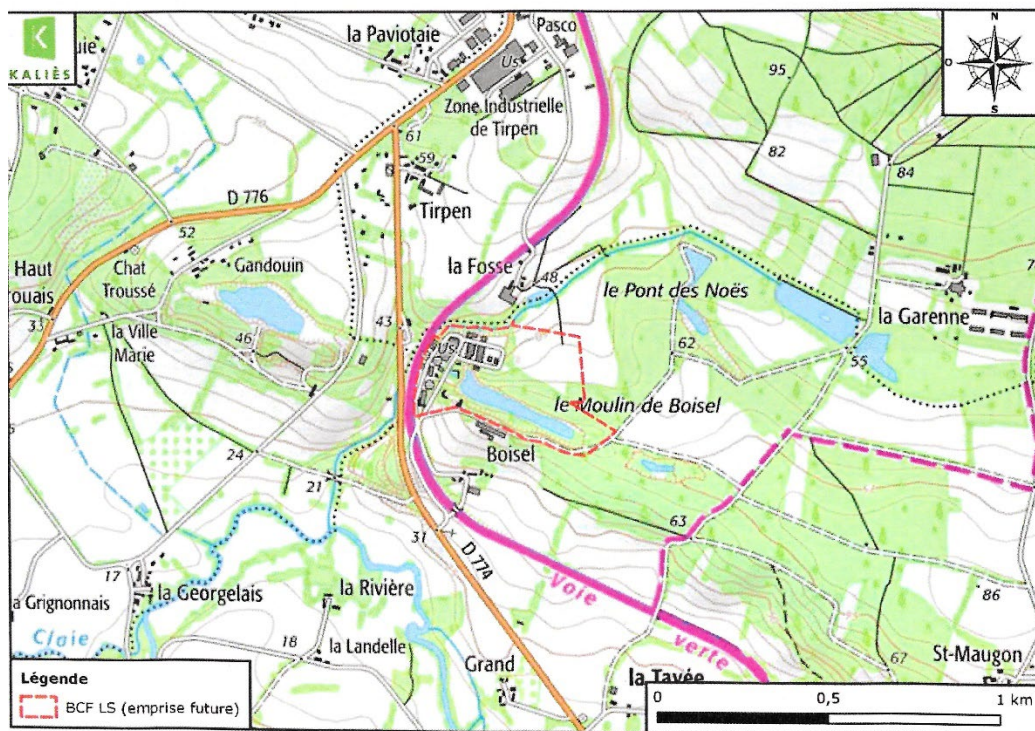 K
KALIÈS
uie
la Paviotaie
Pasco
Us
N
O
E
S
95
Zone Industrielle
de Tirpen
61
82
84
59
Tirpen
D 776
52
Haut
rouais
Chat
Troussé
Gandouin
la Fosse
48
le Pont des Noës
la Garenne
7
33
la Ville
Marie
46
43
Us
62
55
le Moulin de Boisel
Boisel
24
21
31
D 774
63
17
la Georgelais
la Rivière
a Grignonnais
Voie
verte
86
Claie
18
la Landelle
67
St-Maugon
Grand
la Tavée
Légende
BCF LS (emprise future)
0
0,5
1 km